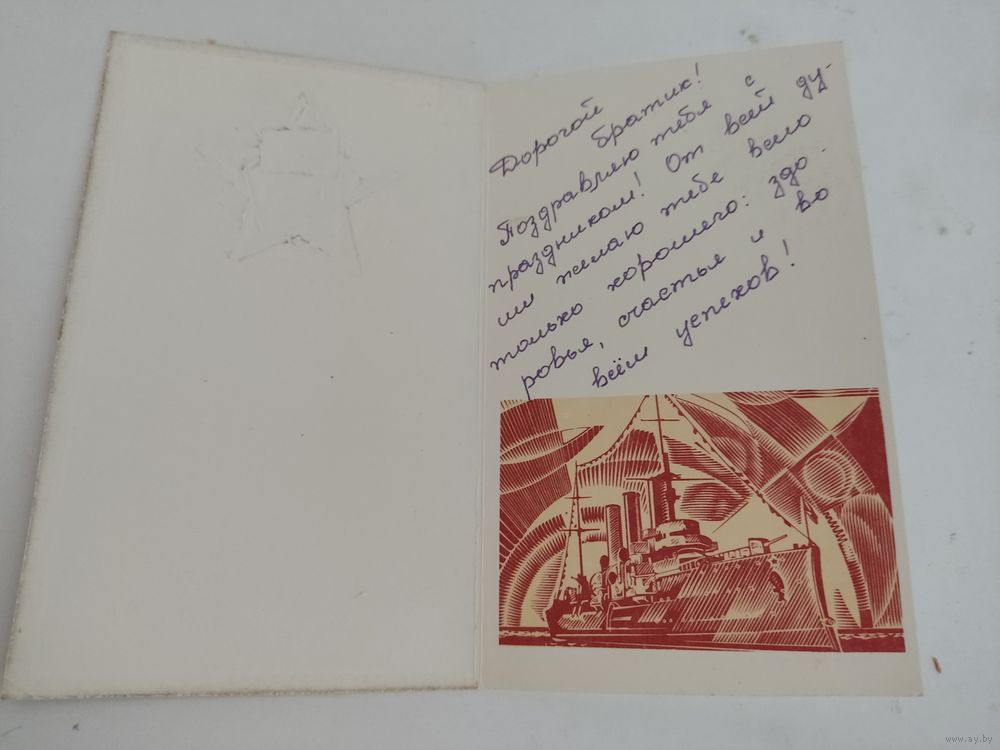 Дорогой
братик!
Поздравляю тебя с
праздником! От всей ду-
ши желаю тебе всего
только хорошего: здо-
ровья, счастья и во
всём успехов!
www.ay.by